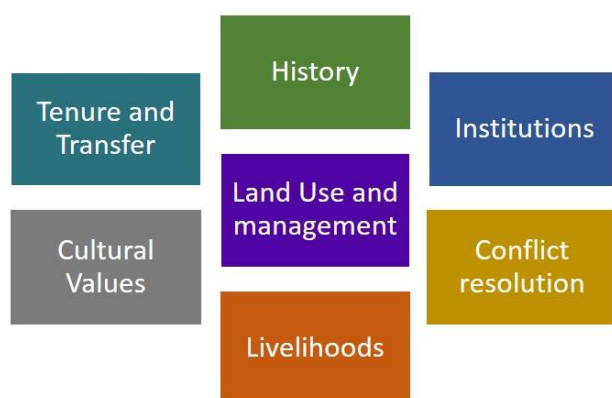 History
Tenure and
Transfer
Institutions
Land Use and
management
Cultural
Values
Conflict
resolution
Livelihoods